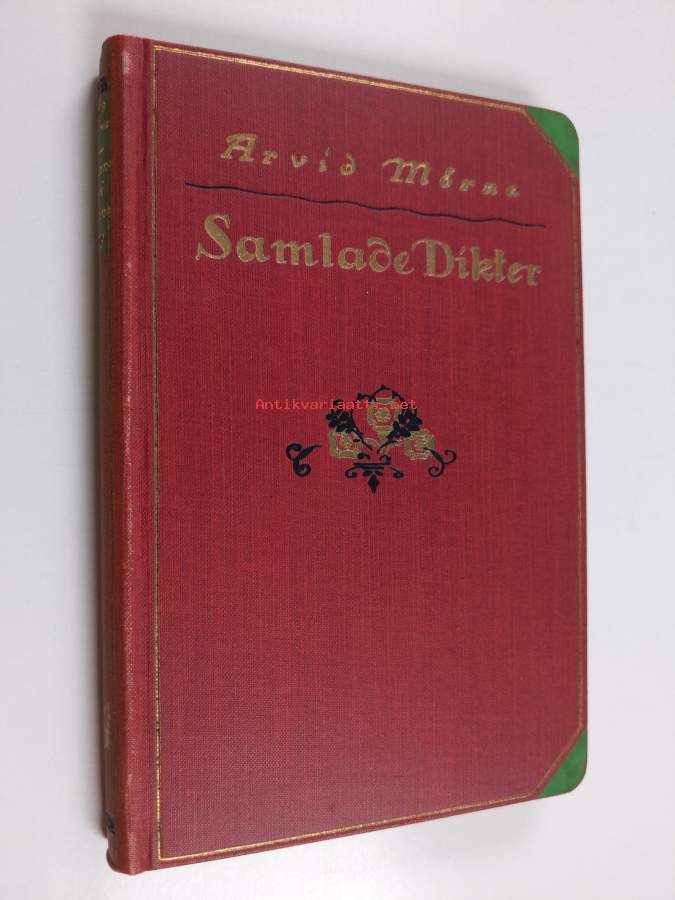 Arvid Mörne
Samlade Dikter
Antikvariaatti.net